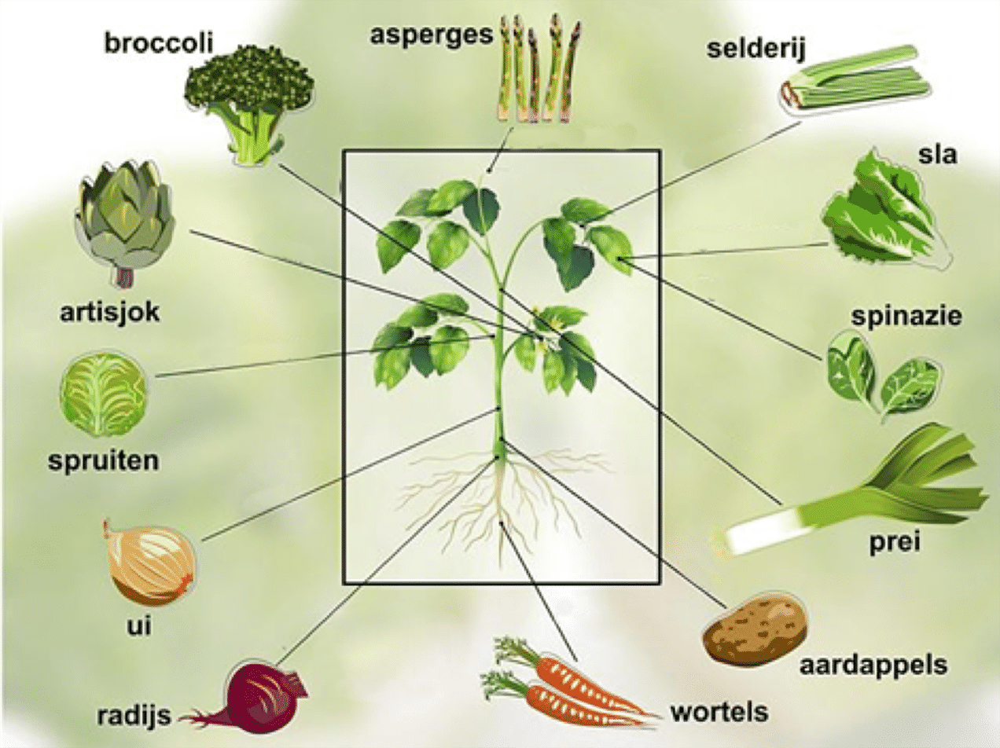 broccoli
asperges
selderij
sla
artisjok
spinazie
spruiten
prei
ui
aardappels
radijs
wortels